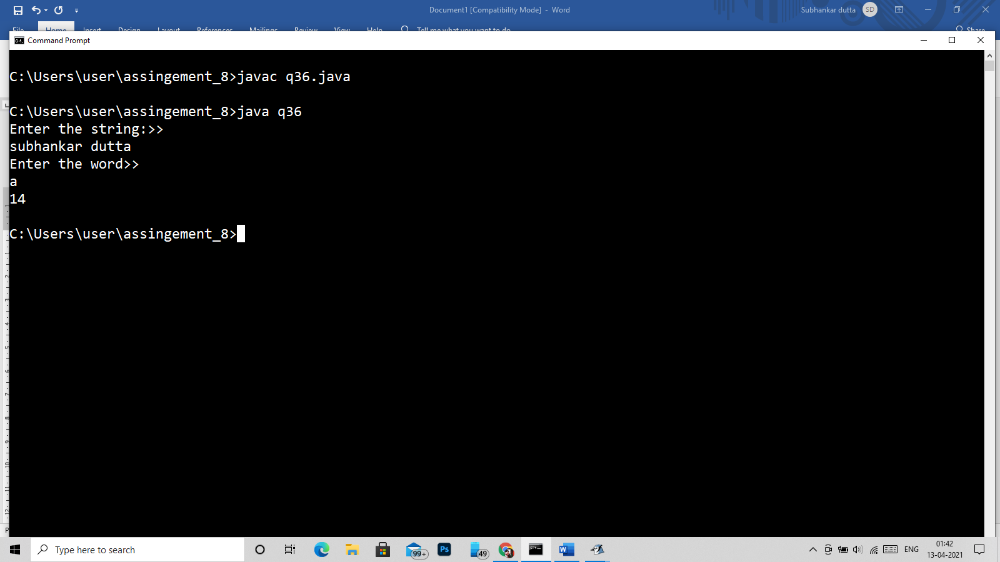 Document1 [Compatibility Mode] - Word
Subhankar dutta SD
File Home Insert Design Layout References Mailings Review View Help Tell me what you want to do Share
Command Prompt
C:\Users\user\assingement_8>javac q36.java
C:\Users\user\assingement_8>java q36
Enter the string:>>
subhankar dutta
Enter the word>>
a
14
C:\Users\user\assingement_8>
Type here to search
99+
Ps
49
ENG
01:42
13-04-2021